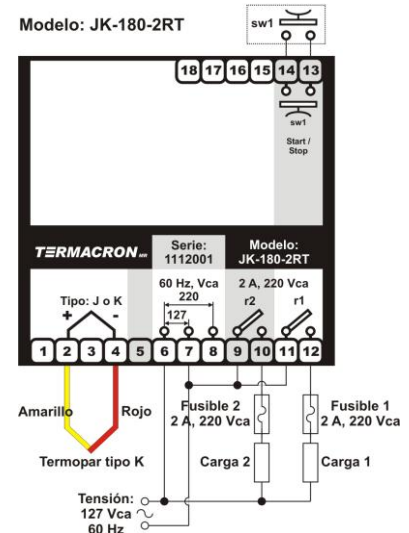 Modelo: JK-180-2RT
sw1
18 17 16 15 14 13
sw1
Start /
Stop
TERMACRON MR
Serie:
1112001
Modelo:
JK-180-2RT
Tipo: J o K
+ -
60 Hz, Vca
220
127
2 A, 220 Vca
r2 r1
1 2 3 4 5 6 7 8 9 10 11 12
Amarillo
Rojo
Termopar tipo K
Fusible 2
2 A, 220 Vca
Fusible 1
2 A, 220 Vca
Carga 2
Carga 1
Tensión:
127 Vca
60 Hz